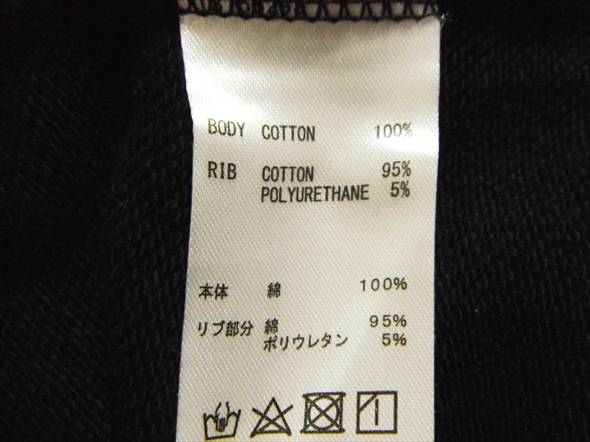 BODY COTTON 100%
RIB COTTON 95%
POLYURETHANE 5%
本体 綿 100%
リブ部分 綿 95%
ポリウレタン 5%